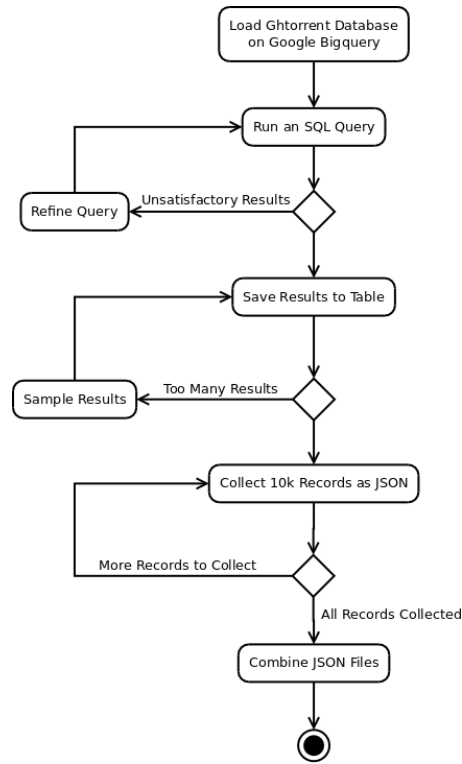 Load Ghtorrent Database
on Google Bigquery
Run an SQL Query
Unsatisfactory Results
Refine Query
Save Results to Table
Too Many Results
Sample Results
Collect 10k Records as JSON
More Records to Collect
All Records Collected
Combine JSON Files